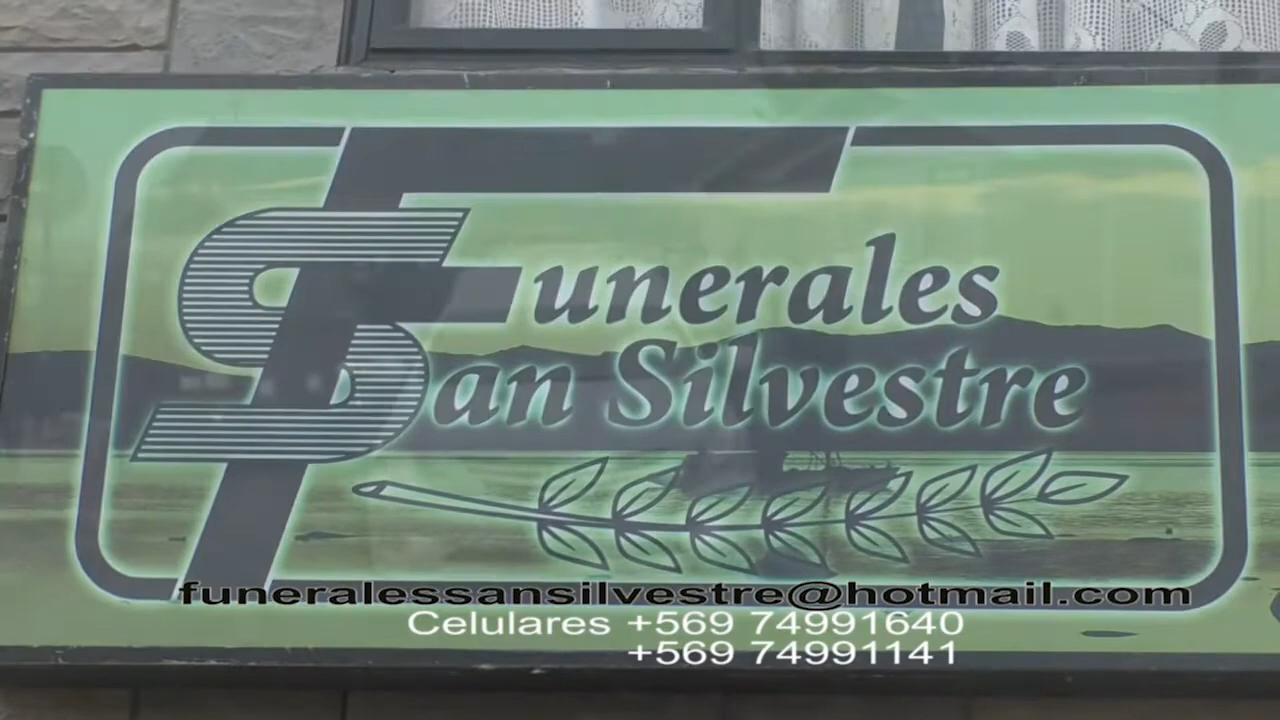 Funerales
San Silvestre
funeralessansilvestre@hotmail.com
Celulares +569 74991640
+569 74991141